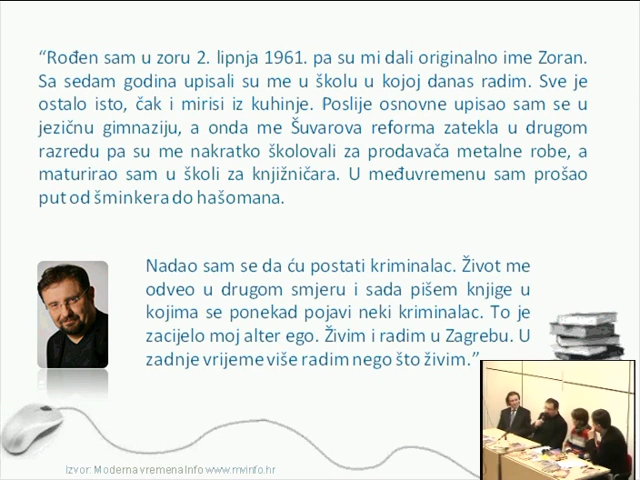 “Rođen sam u zoru 2. lipnja 1961. pa su mi dali originalno ime Zoran.
Sa sedam godina upisali su me u školu u kojoj danas radim. Sve je
ostalo isto, čak i mirisi iz kuhinje. Poslije osnovne upisao sam se u
jezičnu gimnaziju, a onda me Šuvarova reforma zatekla u drugom
razredu pa su me nakratko školovali za prodavača metalne robe, a
maturirao sam u školi za knjižničara. U međuvremenu sam prošao
put od šminkera do hašomana.
Nadao sam se da ću postati kriminalac. Život me
odveo u drugom smjeru i sada pišem knjige u
kojima se ponekad pojavi neki kriminalac. To je
zacijelo moj alter ego. Živim i radim u Zagrebu. U
zadnje vrijeme više radim nego što živim.”
Izvor: Moderna vremena Info www.mvinfo.hr